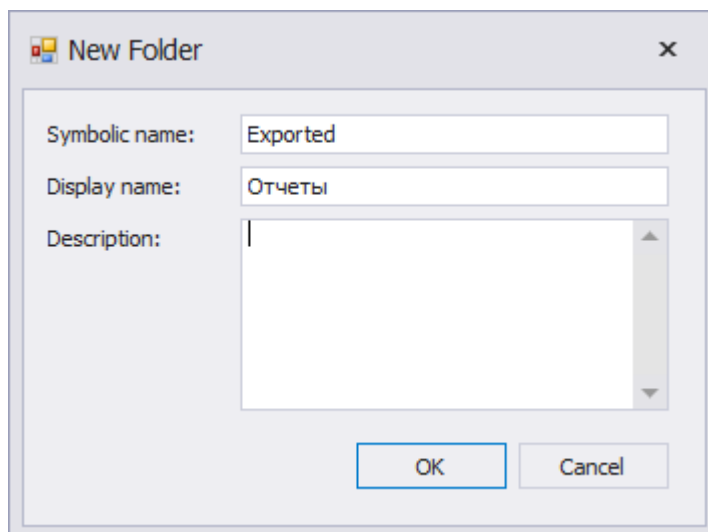 New Folder
Symbolic name: Exported
Display name: Отчеты
Description:
OK Cancel